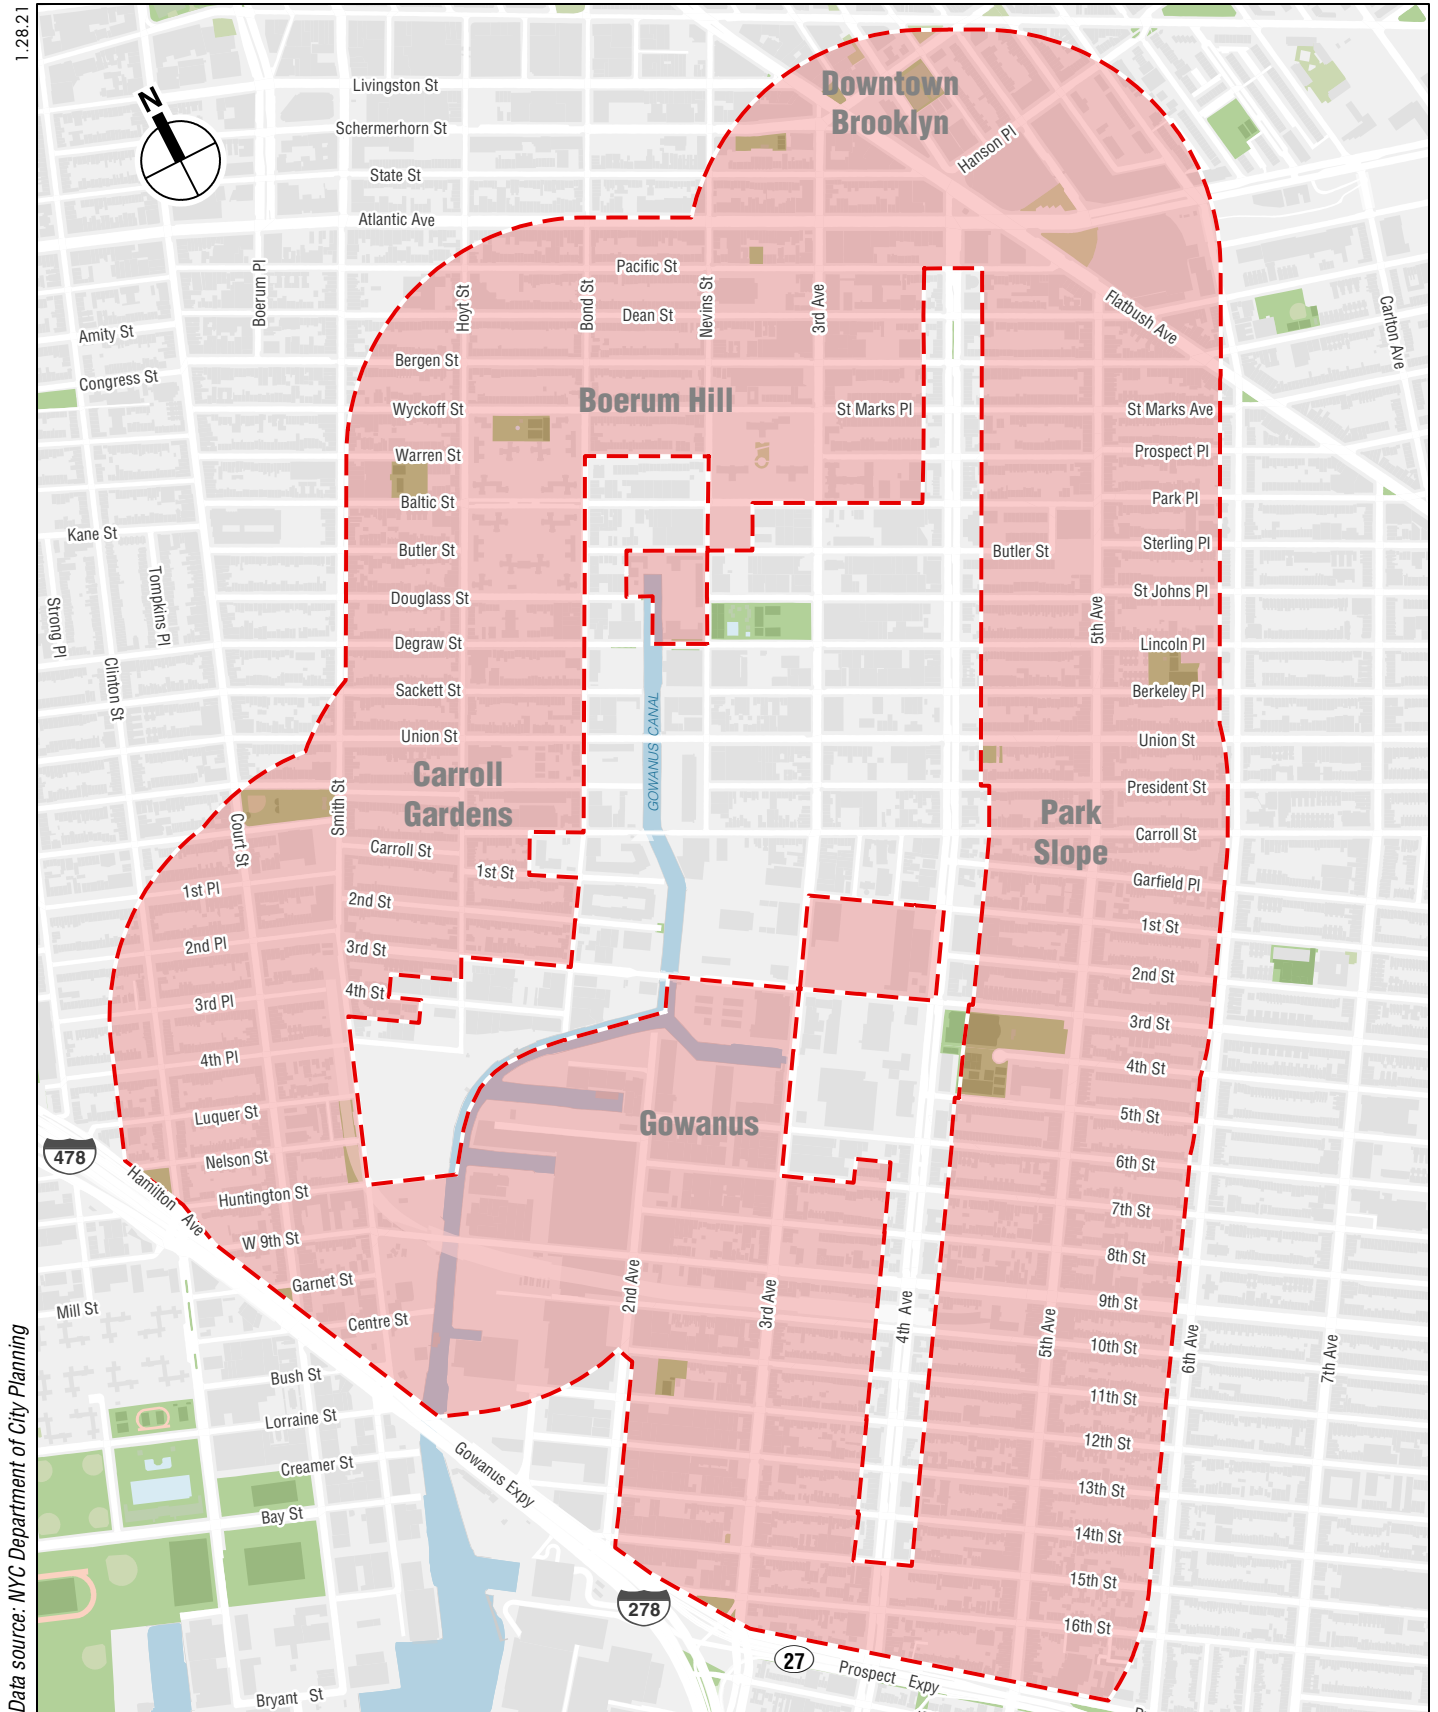 1.28.21
Data source: NYC Department of City Planning
N
Downtown
Brooklyn
Livingston St
Schermerhorn St
State St
Atlantic Ave
Hanson Pl
Pacific St
Dean St
Boerum Pl
Hoyt St
Bond St
Nevins St
3rd Ave
Flatbush Ave
Carlton Ave
Amity St
Congress St
Bergen St
Boerum Hill
Wyckoff St
St Marks Pl
St Marks Ave
Warren St
Prospect Pl
Baltic St
Park Pl
Kane St
Butler St
Butler St
Sterling Pl
Strong Pl
Tompkins Pl
Clinton St
Douglass St
St Johns Pl
5th Ave
Degraw St
Lincoln Pl
Sackett St
Berkeley Pl
GOWANUS CANAL
Union St
Union St
Carroll
Gardens
President St
Park
Slope
Smith St
Court St
Carroll St
Carroll St
1st St
Garfield Pl
1st Pl
2nd St
1st St
2nd Pl
3rd St
2nd St
3rd Pl
4th St
3rd St
4th Pl
4th St
Luquer St
Gowanus
5th St
478
Nelson St
6th St
Hamilton Ave
Huntington St
7th St
W 9th St
8th St
Garnet St
2nd Ave
3rd Ave
4th Ave
5th Ave
6th Ave
7th Ave
9th St
Mill St
Centre St
10th St
Bush St
11th St
Lorraine St
12th St
Creamer St
Gowanus Expy
13th St
Bay St
14th St
15th St
278
16th St
27
Prospect Expy
Bryant St